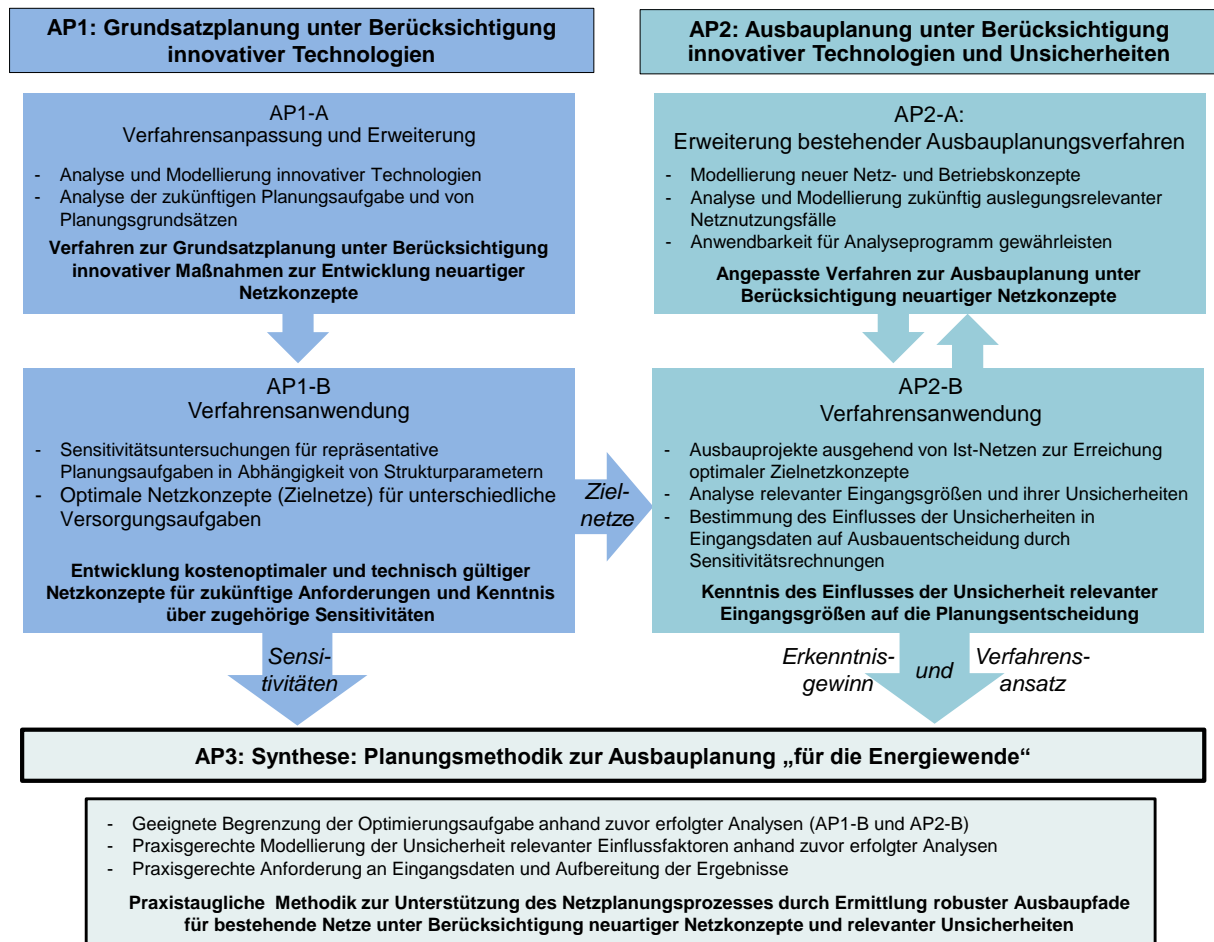 AP1: Grundsatzplanung unter Berücksichtigung
innovativer Technologien
AP1-A
Verfahrensanpassung und Erweiterung
- Analyse und Modellierung innovativer Technologien
- Analyse der zukünftigen Planungsaufgabe und von
Planungsgrundsätzen
Verfahren zur Grundsatzplanung unter Berücksichtigung
innovativer Maßnahmen zur Entwicklung neuartiger
Netzkonzepte
AP1-B
Verfahrensanwendung
- Sensitivitätsuntersuchungen für repräsentative
Planungsaufgaben in Abhängigkeit von Strukturparametern
- Optimale Netzkonzepte (Zielnetze) für unterschiedliche
Versorgungsaufgaben
Entwicklung kostenoptimaler und technisch gültiger
Netzkonzepte für zukünftige Anforderungen und Kenntnis
über zugehörige Sensitivitäten
Ziel-
netze
Sensi-
tivitäten
AP2: Ausbauplanung unter Berücksichtigung
innovativer Technologien und Unsicherheiten
AP2-A:
Erweiterung bestehender Ausbauplanungsverfahren
- Modellierung neuer Netz- und Betriebskonzepte
- Analyse und Modellierung zukünftig auslegungsrelevanter
Netznutzungsfälle
- Anwendbarkeit für Analyseprogramm gewährleisten
Angepasste Verfahren zur Ausbauplanung unter
Berücksichtigung neuartiger Netzkonzepte
AP2-B
Verfahrensanwendung
- Ausbauprojekte ausgehend von Ist-Netzen zur Erreichung
optimaler Zielnetzkonzepte
- Analyse relevanter Eingangsgrößen und ihrer Unsicherheiten
- Bestimmung des Einflusses der Unsicherheiten in
Eingangsdaten auf Ausbauentscheidung durch
Sensitivitätsrechnungen
Kenntnis des Einflusses der Unsicherheit relevanter
Eingangsgrößen auf die Planungsentscheidung
Erkenntnis-
gewinn
und
Verfahrens-
ansatz
AP3: Synthese: Planungsmethodik zur Ausbauplanung „für die Energiewende“
- Geeignete Begrenzung der Optimierungsaufgabe anhand zuvor erfolgter Analysen (AP1-B und AP2-B)
- Praxisgerechte Modellierung der Unsicherheit relevanter Einflussfaktoren anhand zuvor erfolgter Analysen
- Praxisgerechte Anforderung an Eingangsdaten und Aufbereitung der Ergebnisse
Praxistaugliche Methodik zur Unterstützung des Netzplanungsprozesses durch Ermittlung robuster Ausbaupfade
für bestehende Netze unter Berücksichtigung neuartiger Netzkonzepte und relevanter Unsicherheiten